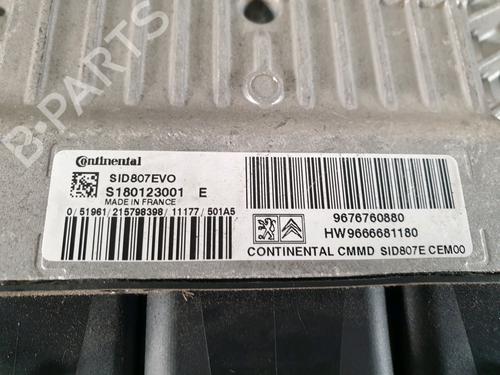 B-PARTS
Continental
SID807EVO
S180123001 E
MADE IN FRANCE
0/51961/215798398/11177/501A5
9676760880
HW9666681180
CONTINENTAL CMMD SID807E CEM00